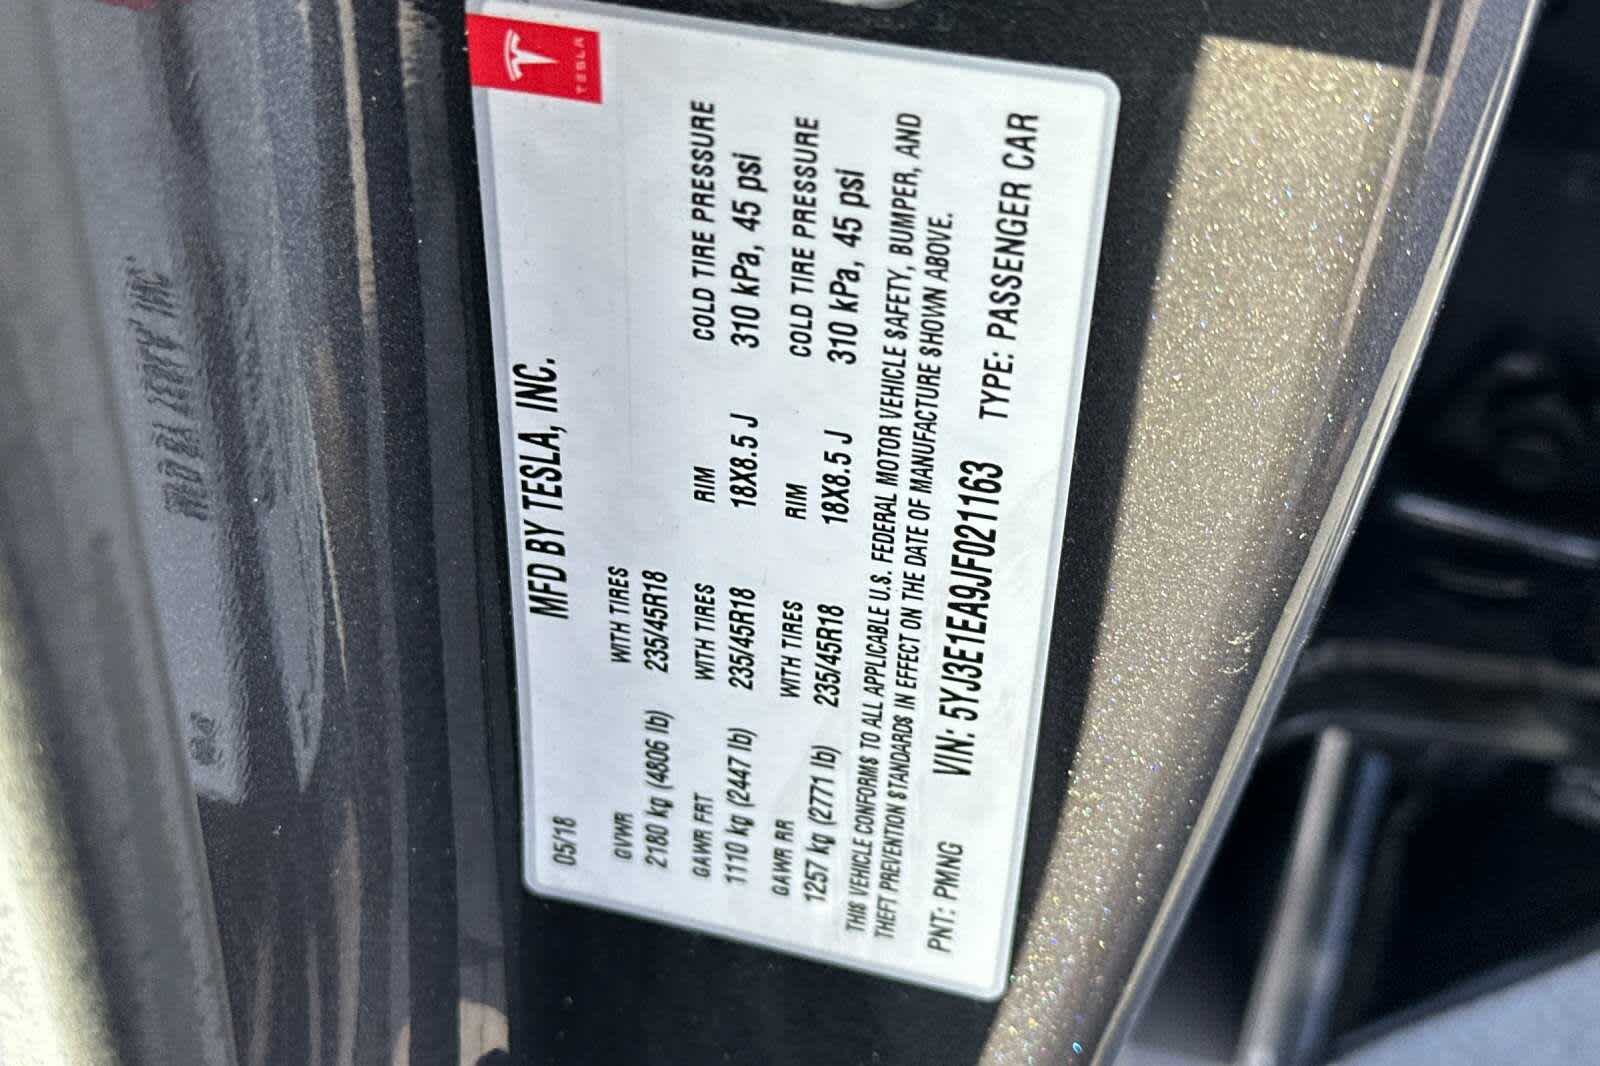 TESLA
MFD BY TESLA, INC.
05/18
GVWR WITH TIRES
2180 kg (4806 lb) 235/45R18
GAWR FRT WITH TIRES RIM COLD TIRE PRESSURE
1110 kg (2447 lb) 235/45R18 18X8.5 J 310 kPa, 45 psi
GAWR RR WITH TIRES RIM COLD TIRE PRESSURE
1257 kg (2771 lb) 235/45R18 18X8.5 J 310 kPa, 45 psi
THIS VEHICLE CONFORMS TO ALL APPLICABLE U.S. FEDERAL MOTOR VEHICLE SAFETY, BUMPER, AND
THEFT PREVENTION STANDARDS IN EFFECT ON THE DATE OF MANUFACTURE SHOWN ABOVE.
PNT: PMNG VIN: 5YJ3E1EA9JF021163 TYPE: PASSENGER CAR